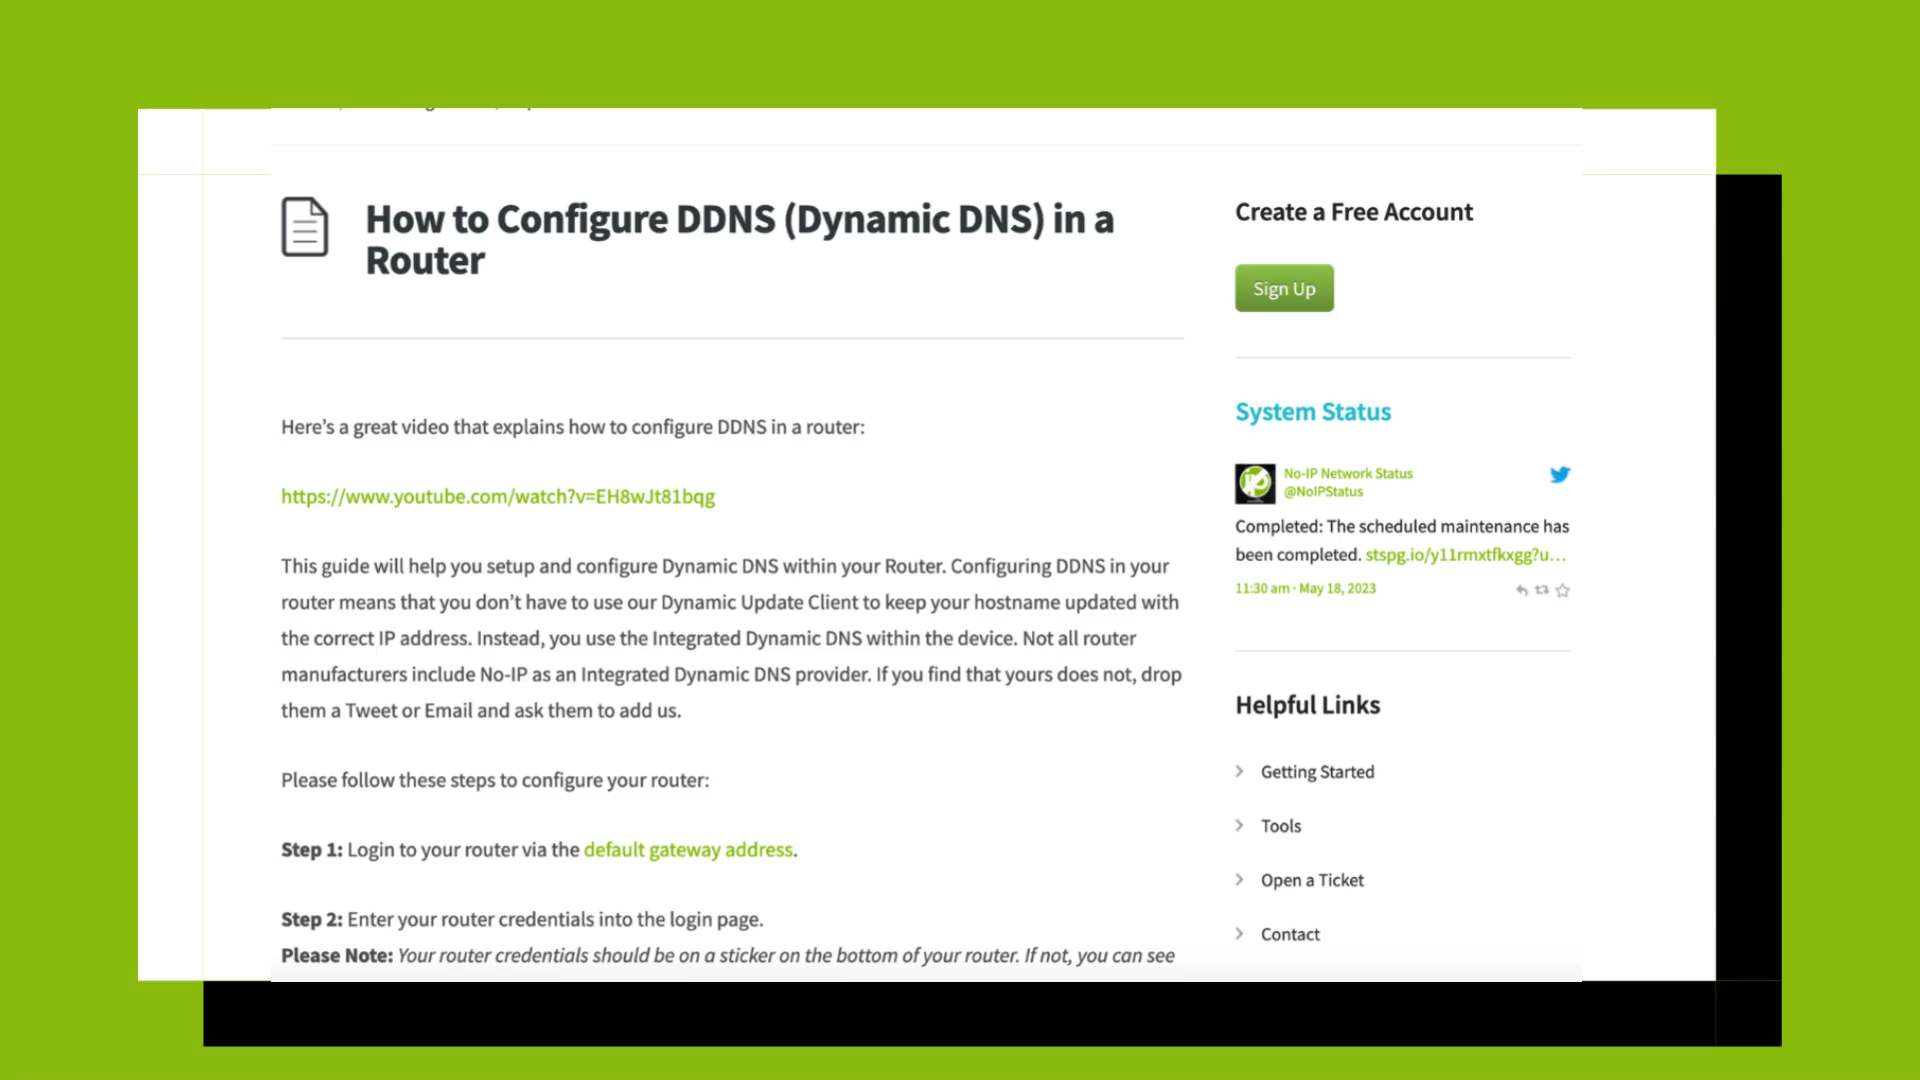 How to Configure DDNS (Dynamic DNS) in a
Router
Here's a great video that explains how to configure DDNS in a router:
https://www.youtube.com/watch?v=EH8wJt81bqg
This guide will help you setup and configure Dynamic DNS within your Router. Configuring DDNS in your
router means that you don't have to use our Dynamic Update Client to keep your hostname updated with
the correct IP address. Instead, you use the Integrated Dynamic DNS within the device. Not all router
manufacturers include No-IP as an Integrated Dynamic DNS provider. If you find that yours does not, drop
them a Tweet or Email and ask them to add us.
Please follow these steps to configure your router:
Step 1: Login to your router via the default gateway address.
Step 2: Enter your router credentials into the login page.
Please Note: Your router credentials should be on a sticker on the bottom of your router. If not, you can see
Create a Free Account
Sign Up
System Status
No-IP Network Status
@NoIPStatus
Completed: The scheduled maintenance has
been completed. stspg.io/y11rmxtfkxgg?u...
11:30 am · May 18, 2023
Helpful Links
Getting Started
Tools
Open a Ticket
Contact